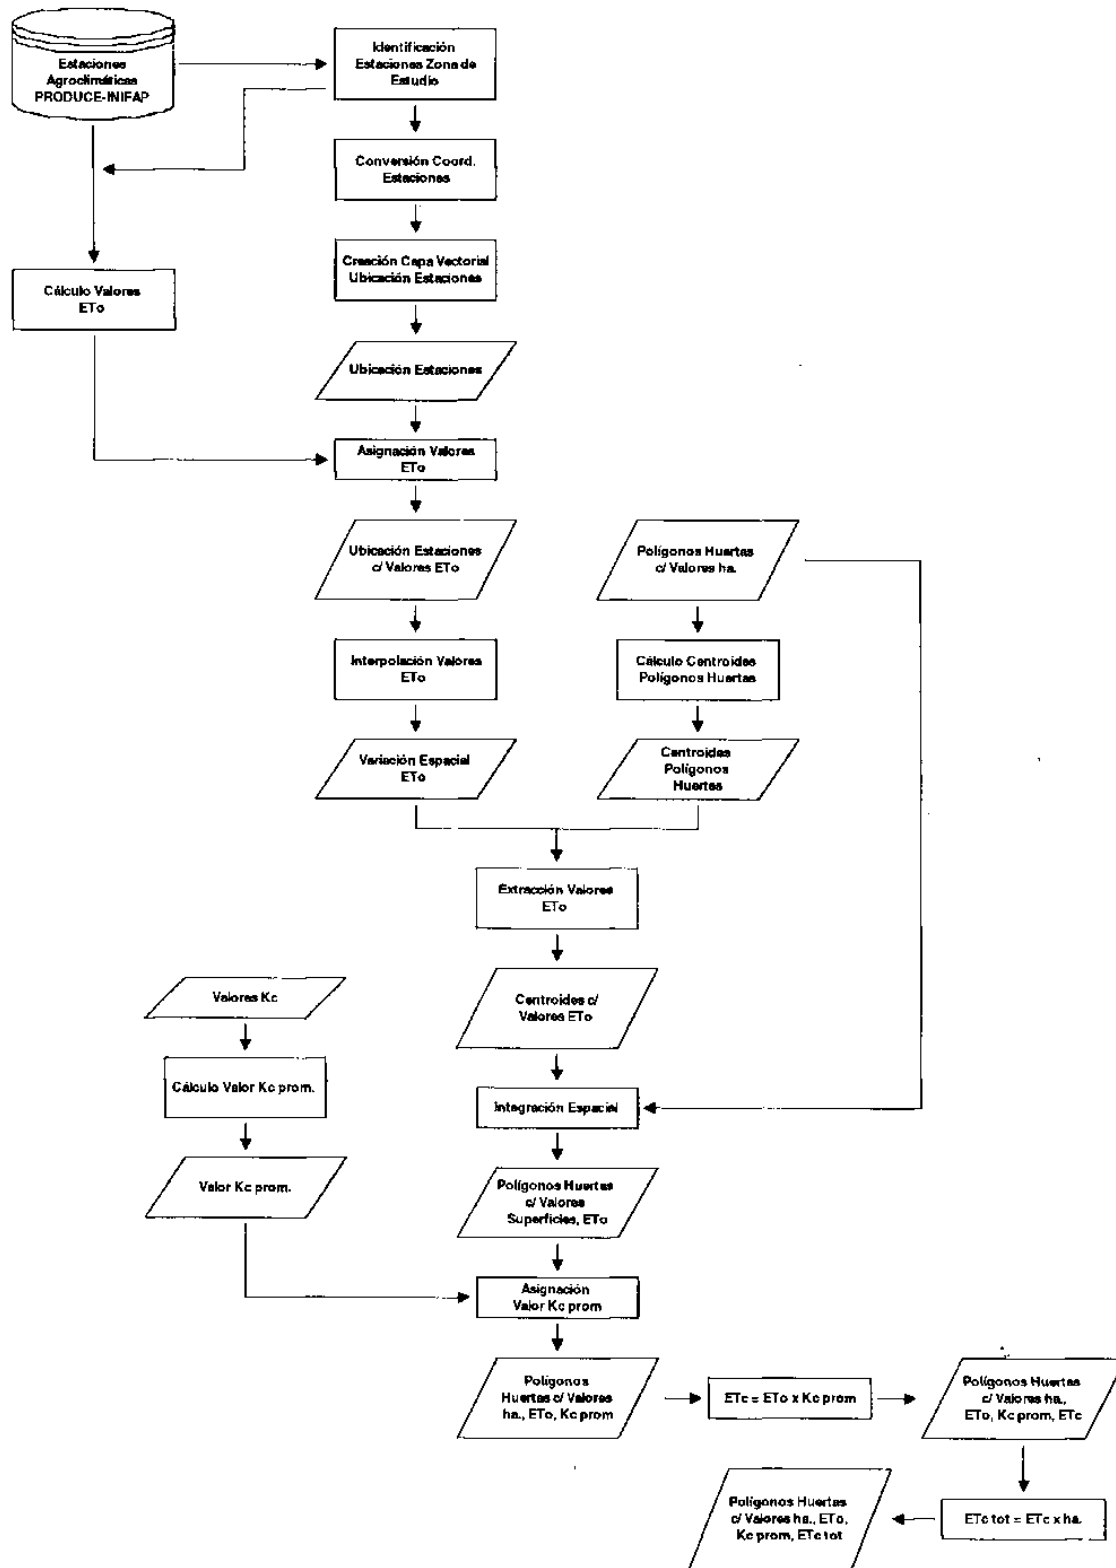 Estaciones
Agroclimáticas
PRODUCE-INIFAP
Identificación
Estaciones Zona de
Estudio
Conversión Coord.
Estaciones
Creación Capa Vectorial
Ubicación Estaciones
Cálculo Valores
ETo
Ubicación Estaciones
Asignación Valores
ETo
Ubicación Estaciones
c/ Valores ETo
Polígonos Huertas
c/ Valores ha.
Interpolación Valores
ETo
Cálculo Centroides
Polígonos Huertas
Variación Espacial
ETo
Centroides
Polígonos
Huertas
Extracción Valores
ETo
Valores Kc
Centroides c/
Valores ETo
Cálculo Valor Kc prom.
Integración Espacial
Valor Kc prom.
Polígonos Huertas
c/ Valores
Superficies, ETo
Asignación
Valor Kc prom
Polígonos
Huertas c/ Valores
ha., ETo, Kc prom
ETc = ETo x Kc prom
Polígonos Huertas
c/ Valores ha.,
ETo, Kc prom, ETc
Polígonos Huertas
c/ Valores ha., ETo,
Kc prom, ETc tot
ETc tot = ETc x ha.